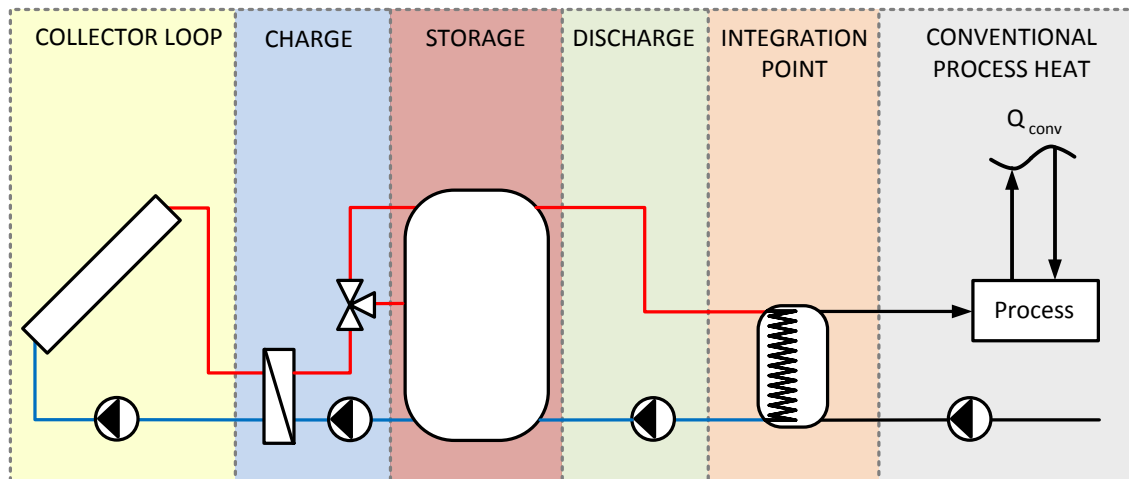 COLLECTOR LOOP
CHARGE
STORAGE
DISCHARGE
INTEGRATION
POINT
CONVENTIONAL
PROCESS HEAT
Q conv
Process